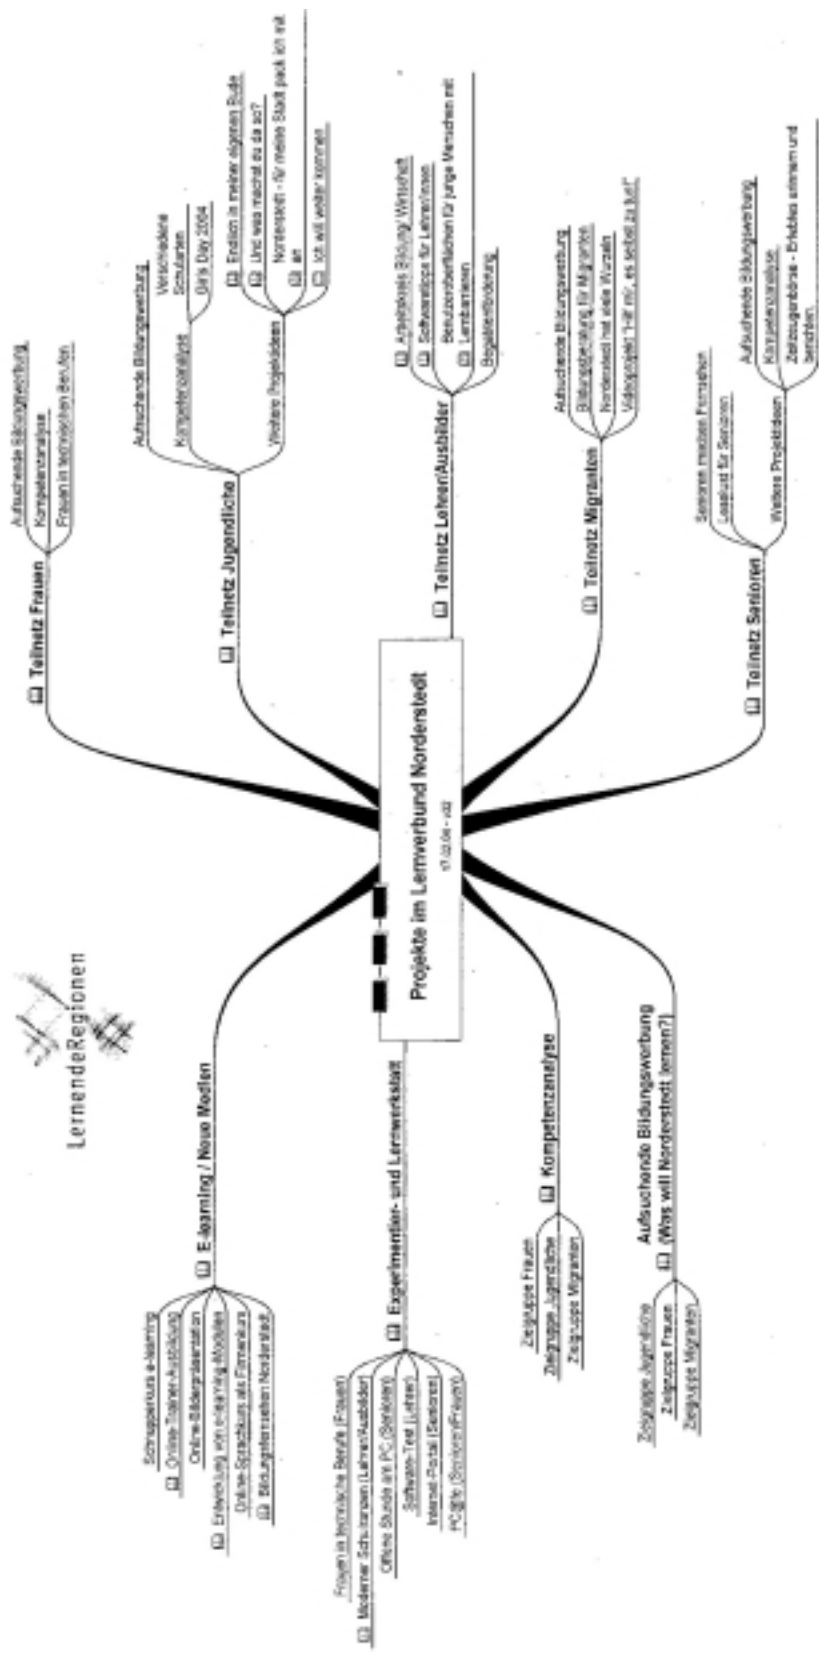 LernendeRegionen
Projekte im Lernverbund Norderstedt
17.02.04 - v32
E-learning / Neue Medien
Schnupperkurs e-learning
Online-Trainer-Ausbildung
Online-Bilderpräsentation
Entwicklung von e-learning-Modulen
Online-Sprachkurs als Firmenkurs
Bildungsfernsehen Norderstedt
Experimentier- und Lernwerkstatt
Frauen in technische Berufe (Frauen)
Moderner Schulranzen (Lehrer/Ausbilder)
Offene Stunde am PC (Senioren)
Software-Test (Lehrer)
Internet-Portal (Senioren)
(Senioren/Frauen)
Kompetenzanalyse
Zielgruppe Frauen
Zielgruppe Jugendliche
Zielgruppe Migranten
Aufsuchende Bildungswerbung
(Was will Norderstedt lernen?)
Zielgruppe Jugendliche
Zielgruppe Frauen
Zielgruppe Migranten
Teilnetz Frauen
Aufsuchende Bildungswerbung
Kompetenzanalyse
Frauen in technischen Berufen
Teilnetz Jugendliche
Aufsuchende Bildungswerbung
Kompetenzanalyse
Verschiedene
Schularten
Girls Day 2004
Weitere Projektideen
Endlich in meiner eigenen Bude
Und was machst du da so?
Norderstedt - für meine Stadt pack ich mit
an
Ich will weiter kommen
Teilnetz Lehrer/Ausbilder
Arbeitskreis Bildung/ Wirtschaft
Softwaretipps für Lehrer/innen
Benutzeroberflächen für junge Menschen mit
Lernbarrieren
Begabtenförderung
Teilnetz Migranten
Aufsuchende Bildungswerbung
Bildungsberatung für Migranten
Norderstedt hat viele Wurzeln
Videoprojekt "Hilf mir, es selbst zu tun!"
Teilnetz Senioren
Senioren machen Fernsehen
Leselust für Senioren
Weitere Projektideen
Aufsuchende Bildungswerbung
Kompetenzanalyse
Zeitzeugenbörse - Erlebtes erinnern und
berichten